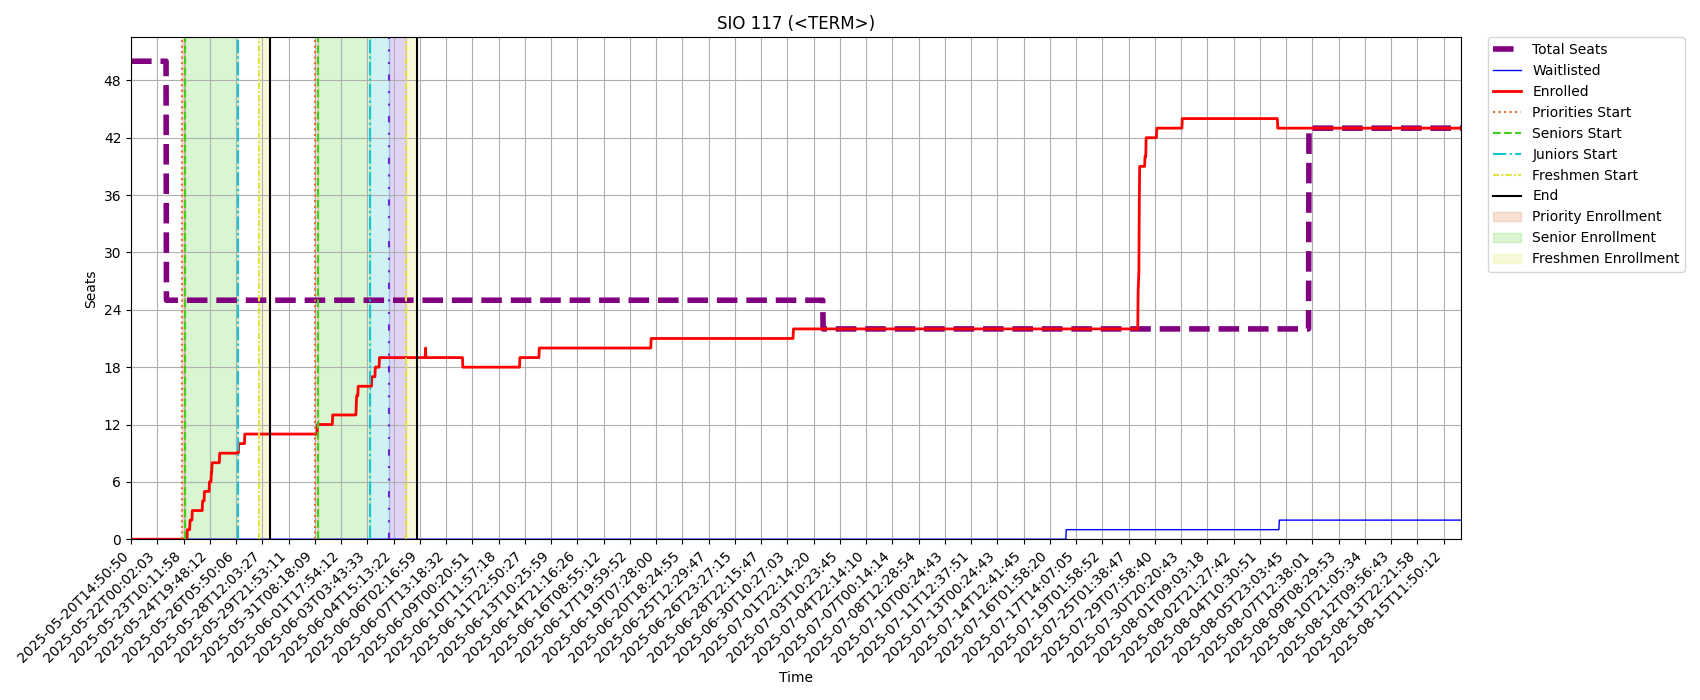 SIO 117 (<TERM>)
Seats
48
42
36
30
24
18
12
6
0
2025-05-20T14:50:50
2025-05-22T00:02:03
2025-05-23T10:11:58
2025-05-24T19:48:12
2025-05-26T05:50:06
2025-05-28T12:03:27
2025-05-29T21:53:11
2025-05-31T08:18:09
2025-06-01T17:54:12
2025-06-03T03:43:33
2025-06-04T15:13:22
2025-06-06T02:16:59
2025-06-07T13:18:32
2025-06-09T00:20:51
2025-06-10T11:57:18
2025-06-11T22:50:27
2025-06-13T10:25:59
2025-06-14T21:16:26
2025-06-16T08:55:12
2025-06-17T19:59:52
2025-06-19T07:28:00
2025-06-20T18:24:55
2025-06-25T12:29:47
2025-06-26T23:27:15
2025-06-28T22:15:47
2025-06-30T10:27:03
2025-07-01T22:14:20
2025-07-03T10:23:45
2025-07-04T22:14:10
2025-07-07T00:14:14
2025-07-08T12:28:54
2025-07-10T00:24:43
2025-07-11T12:37:51
2025-07-13T00:24:43
2025-07-14T12:41:45
2025-07-16T01:58:20
2025-07-17T14:07:05
2025-07-19T01:58:52
2025-07-25T01:38:47
2025-07-29T07:58:40
2025-07-30T20:20:43
2025-08-01T09:03:18
2025-08-02T21:27:42
2025-08-04T10:30:51
2025-08-05T23:03:45
2025-08-07T12:38:01
2025-08-09T08:29:53
2025-08-10T21:05:34
2025-08-12T09:56:43
2025-08-13T22:21:58
2025-08-15T11:50:12
Time
Total Seats
Waitlisted
Enrolled
Priorities Start
Seniors Start
Juniors Start
Freshmen Start
End
Priority Enrollment
Senior Enrollment
Freshmen Enrollment